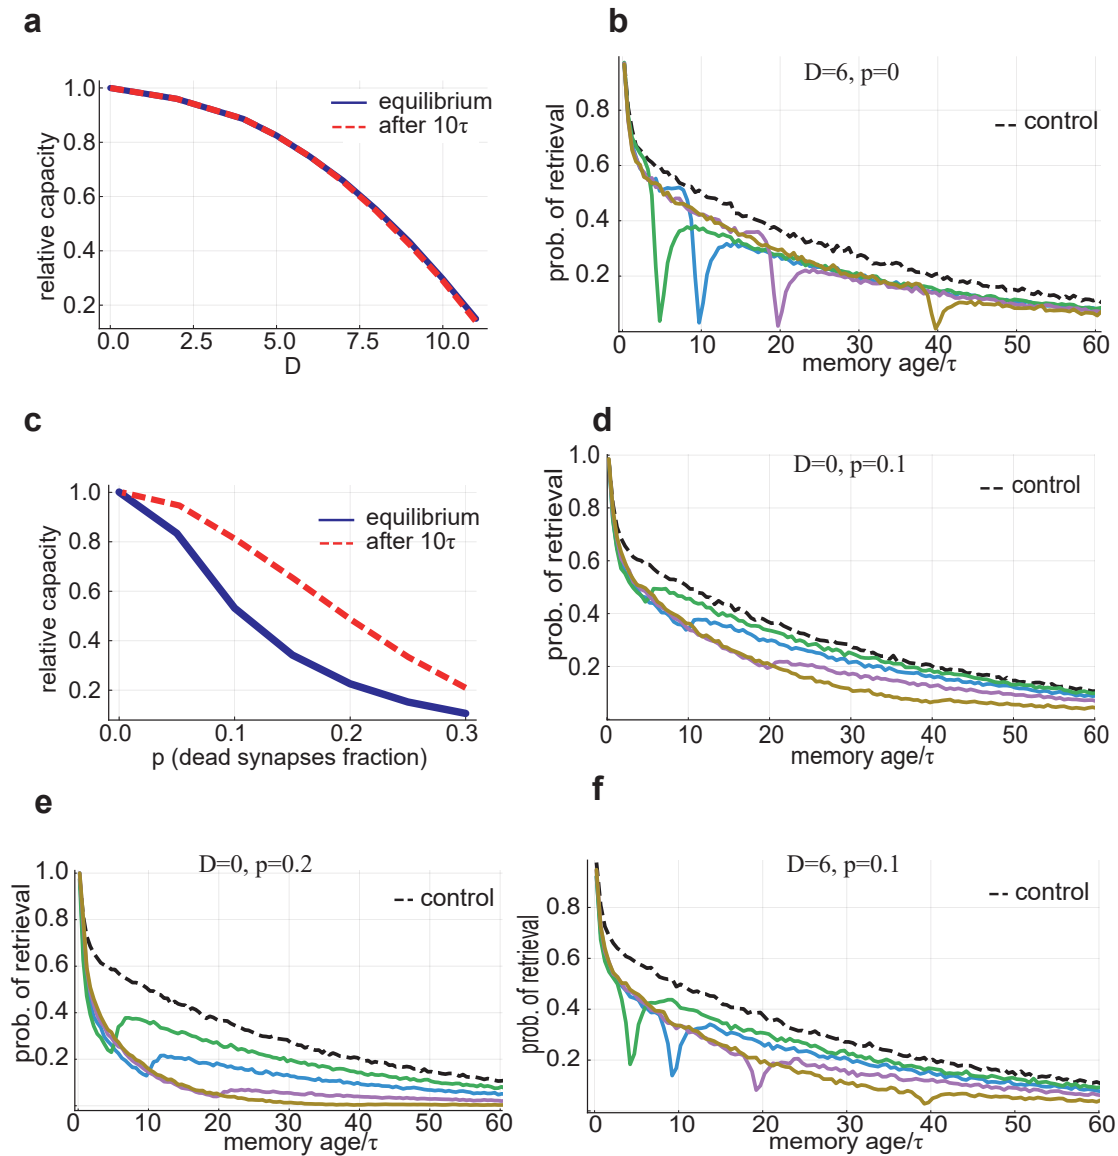 a
1.0
0.8
0.6
0.4
0.2
relative capacity
equilibrium
after 10τ
0.0
2.5
5.0
7.5
10.0
D
b
D=6, p=0
control
0.8
0.6
0.4
0.2
prob. of retrieval
0
10
20
30
40
50
60
memory age/τ
c
1.0
0.8
0.6
0.4
0.2
relative capacity
equilibrium
after 10τ
0.0
0.1
0.2
0.3
p (dead synapses fraction)
d
D=0, p=0.1
control
1.0
0.8
0.6
0.4
0.2
prob. of retrieval
0
10
20
30
40
50
60
memory age/τ
e
D=0, p=0.2
control
1.0
0.8
0.6
0.4
0.2
prob. of retrieval
0
10
20
30
40
50
60
memory age/τ
f
D=6, p=0.1
control
0.8
0.6
0.4
0.2
prob. of retrieval
0
10
20
30
40
50
60
memory age/τ